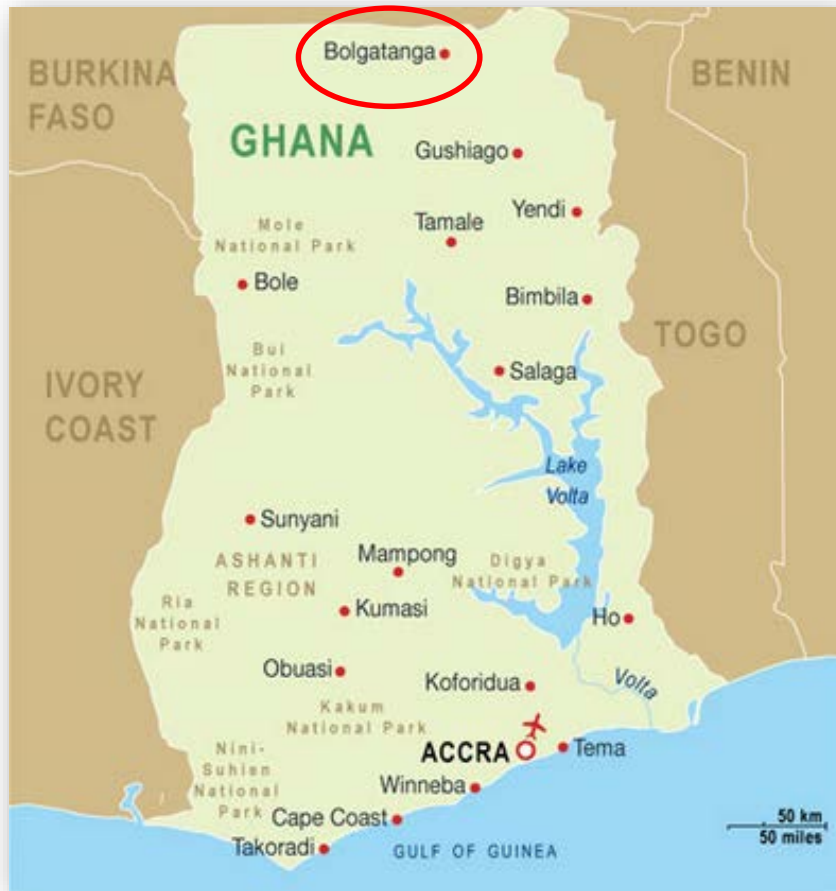 Bolgatanga
BURKINA
FASO
BENIN
GHANA
Gushiago
Yendi
Tamale
Mole
National Park
Bole
Bimbila
TOGO
Bui
National
Park
Salaga
IVORY
COAST
Lake
Volta
Sunyani
Mampong
ASHANTI
REGION
Digya
National Park
Ria
National
Park
Kumasi
Ho
Obuasi
Koforidua
Volta
Kakum
National Park
ACCRA
Tema
Nini-
Suhien
National
Park
Winneba
Cape Coast
Takoradi
GULF OF GUINEA
50 km
50 miles